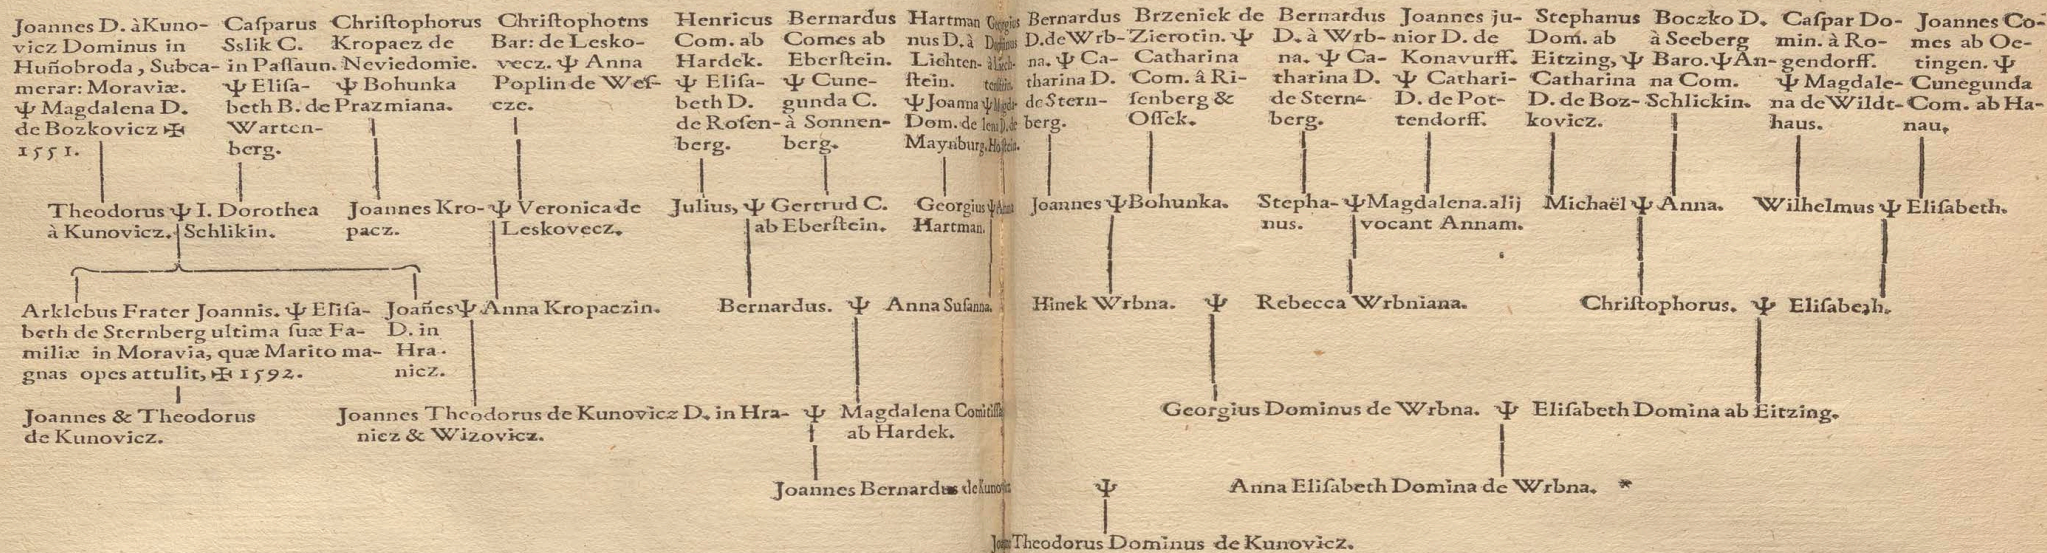 Joannes D. à Kuno-
vicz Dominus in
Huñobroda, Subca-
merar: Moraviæ.
Ψ Magdalena D.
de Bozkovicz ✠
1551.
Caſparus
Sslik C.
in Paſſaun.
Ψ Eliſa-
beth B. de
Warten-
berg.
Chriſtophorus
Kropacz de
Neviedomie.
Ψ Bohunka
Prazmiana.
Chriſtophotns
Bar: de Lesko-
vecz. Ψ Anna
Poplin de Weſ-
cze.
Henricus
Com. ab
Hardek.
Ψ Eliſa-
beth D.
de Roſen-
berg.
Bernardus
Comes ab
Eberſtein.
Ψ Cune-
gunda C.
à Sonnen-
berg.
Hartman
nus D. à
Liechten-
ſtein.
Ψ Joanna
Dom. de
Maynburg.
Georgius
Ψ
Bernardus
D. de Wrb-
na. Ψ Ca-
tharina D.
de Stern-
berg.
Brzeniek de
Zierotin. Ψ
Catharina
Com. â Ri-
ſenberg &
Oſſek.
Bernardus
D. à Wrb-
na. Ψ Ca-
tharina D.
de Stern-
berg.
Joannes ju-
nior D. de
Konavurff.
Ψ Cathari-
D. de Pot-
tendorff.
Stephanus
Dom. ab
Eitzing, Ψ
Catharina
D. de Boz-
kovicz.
Boczko D.
à Seeberg
Baro. Ψ An-
na Com.
Schlickin.
Caſpar Do-
min. à Ro-
gendorff.
Ψ Magdale-
na de Wildt-
haus.
Joannes Co-
mes ab Oe-
tingen. Ψ
Cunegunda
Com. ab Ha-
nau.
Theodorus Ψ I. Dorothea
à Kunovicz. Schlikin.
Joannes Kro- Ψ Veronica de
pacz. Leskovecz.
Julius, Ψ Gertrud C.
ab Eberſtein.
Georgius Ψ
Hartman.
Joannes Ψ Bohunka.
Stepha- Ψ Magdalena. alij
nus. vocant Annam.
Michaël Ψ Anna.
Wilhelmus Ψ Eliſabeth.
Arklebus Frater Joannis. Ψ Eliſa-
beth de Sternberg ultima ſuæ Fa-
miliæ in Moravia, quæ Marito ma-
gnas opes attulit, ✠ 1592.
Joañes Ψ Anna Kropaczin.
D. in
Hra-
nicz.
Bernardus. Ψ Anna Suſanna.
Hinek Wrbna. Ψ Rebecca Wrbniana.
Chriſtophorus. Ψ Eliſabeth.
Joannes & Theodorus
de Kunovicz.
Joannes Theodorus de Kunovicz D. in Hra- Ψ Magdalena Comitiſſa
nicz & Wizovicz. ab Hardek.
Georgius Dominus de Wrbna. Ψ Eliſabeth Domina ab Eitzing.
Joannes Bernardus de Kunovicz Ψ Anna Eliſabeth Domina de Wrbna. *
Theodorus Dominus de Kunovicz.